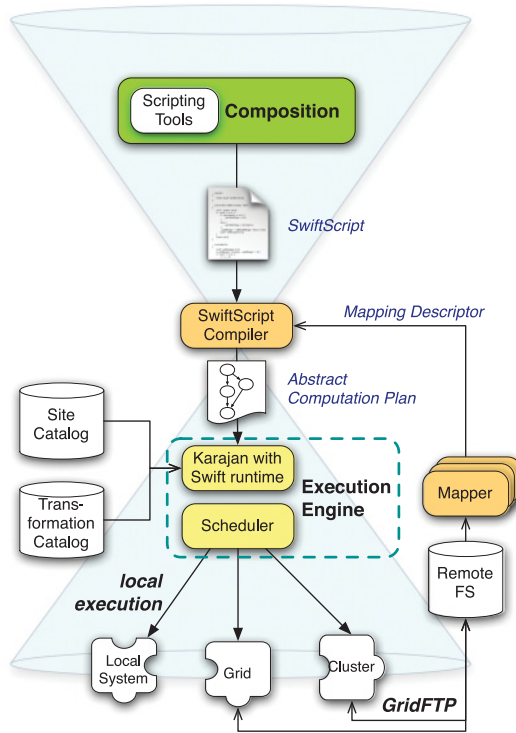 Scripting
Tools
Composition
SwiftScript
SwiftScript
Compiler
Mapping Descriptor
Abstract
Computation Plan
Site
Catalog
Karajan with
Swift runtime
Execution
Engine
Mapper
Trans-
formation
Catalog
Scheduler
Remote
FS
local
execution
Local
System
Grid
Cluster
GridFTP